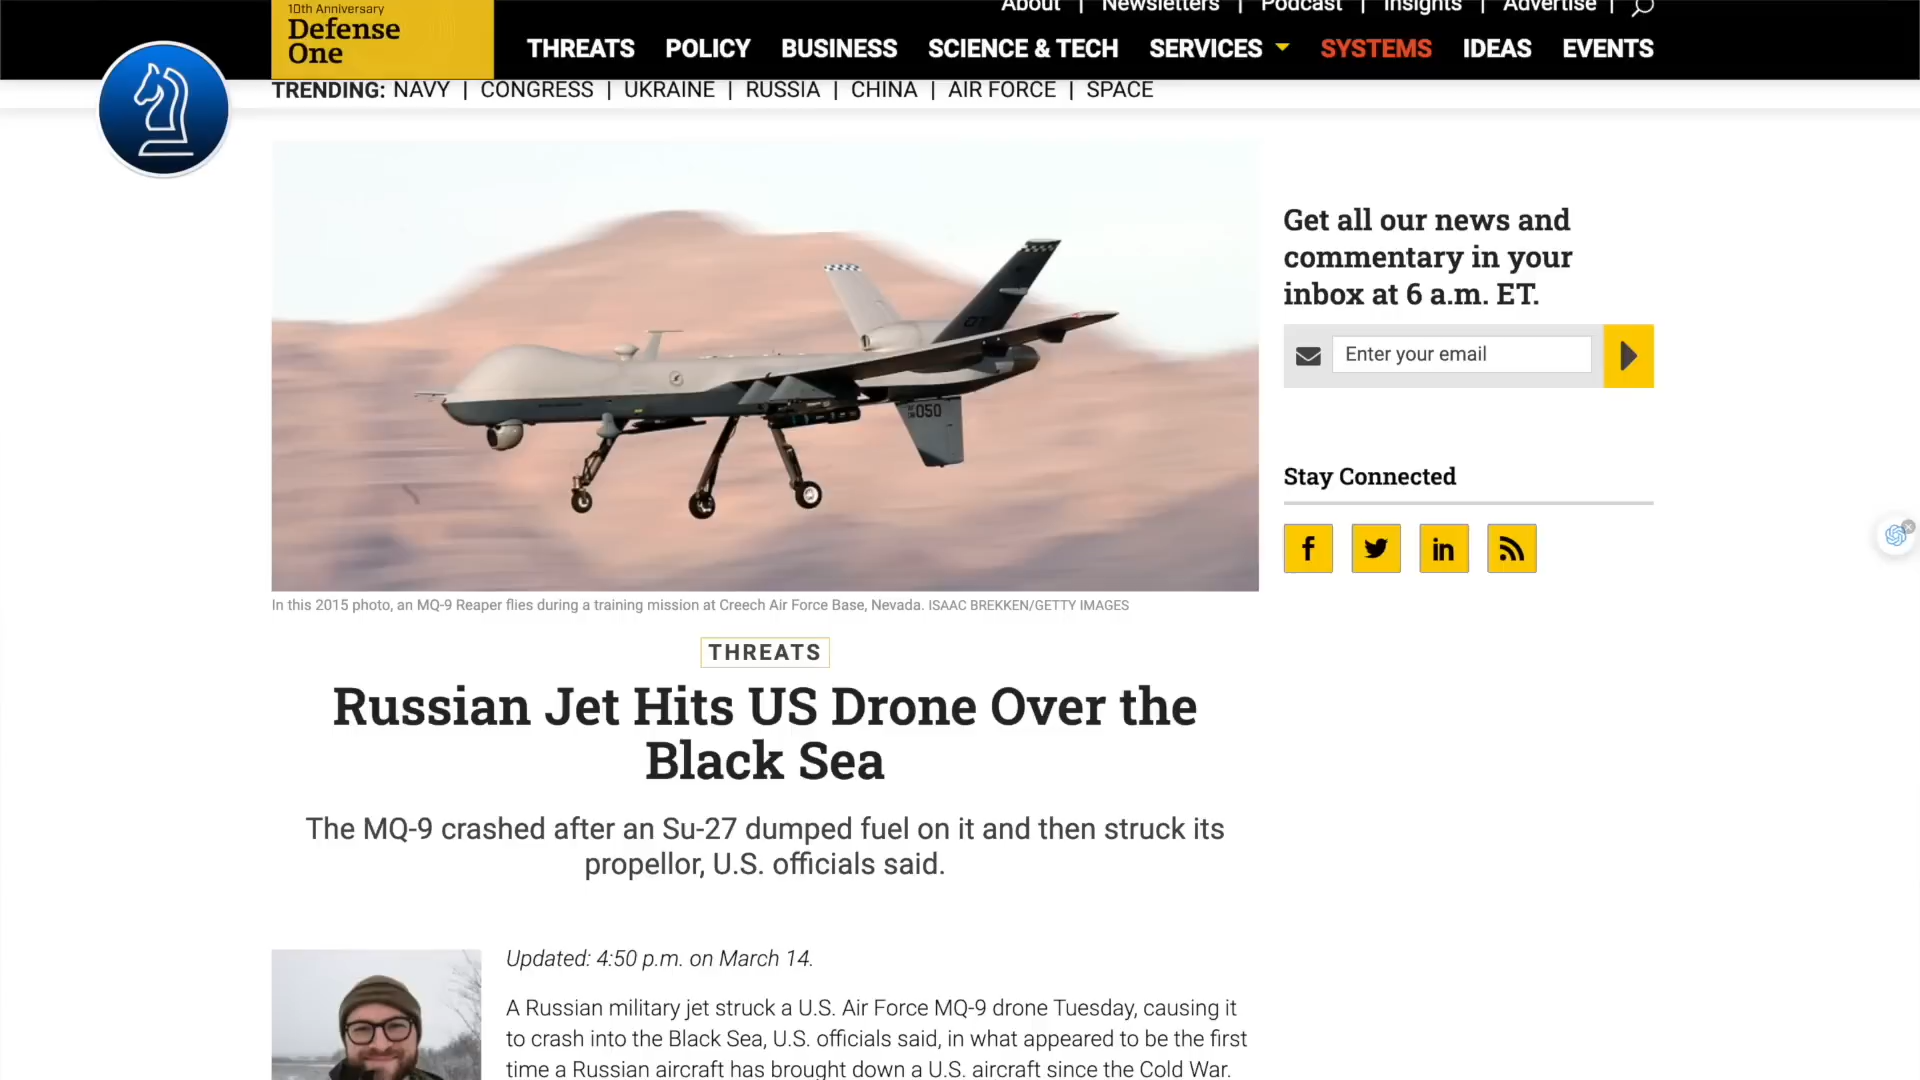 About | Newsletters | Podcast | Insights | Advertise |
10th Anniversary
Defense
One
THREATS POLICY BUSINESS SCIENCE & TECH SERVICES SYSTEMS IDEAS EVENTS
TRENDING: NAVY | CONGRESS | UKRAINE | RUSSIA | CHINA | AIR FORCE | SPACE
050
Get all our news and
commentary in your
inbox at 6 a.m. ET.
Enter your email
Stay Connected
f
in
In this 2015 photo, an MQ-9 Reaper flies during a training mission at Creech Air Force Base, Nevada. ISAAC BREKKEN/GETTY IMAGES
THREATS
Russian Jet Hits US Drone Over the
Black Sea
The MQ-9 crashed after an Su-27 dumped fuel on it and then struck its
propellor, U.S. officials said.
Updated: 4:50 p.m. on March 14.
A Russian military jet struck a U.S. Air Force MQ-9 drone Tuesday, causing it
to crash into the Black Sea, U.S. officials said, in what appeared to be the first
time a Russian aircraft has brought down a U.S. aircraft since the Cold War.